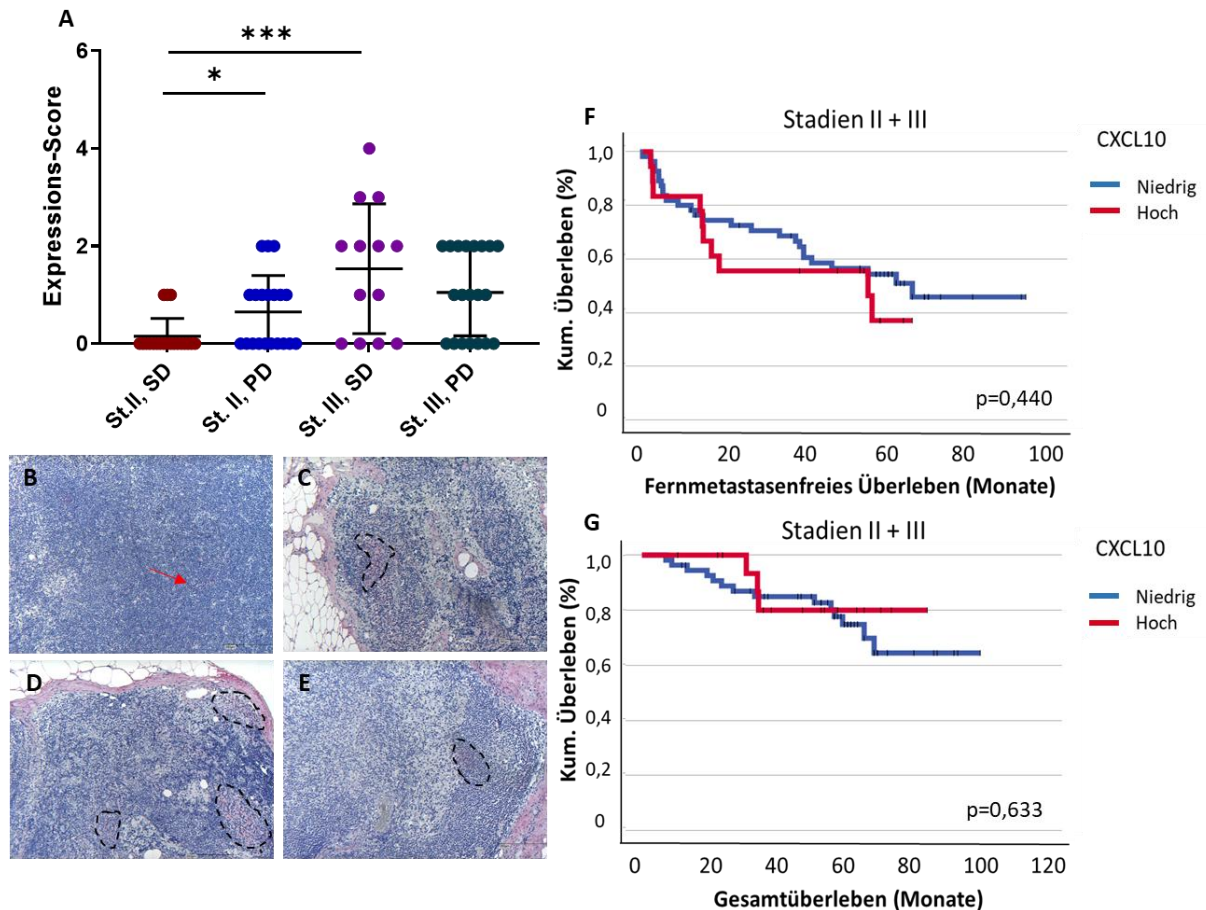 A
***
*
6
4
2
0
Expressions-Score
St.II, SD
St. II, PD
St. III, SD
St. III, PD
B
C
D
E
F
Stadien II + III
CXCL10
Niedrig
Hoch
1,0
0,8
0,6
0,4
0,2
0
Kum. Überleben (%)
p=0,440
0 20 40 60 80 100
Fernmetastasenfreies Überleben (Monate)
G
Stadien II + III
CXCL10
Niedrig
Hoch
1,0
0,8
0,6
0,4
0,2
0
Kum. Überleben (%)
p=0,633
0 20 40 60 80 100 120
Gesamtüberleben (Monate)